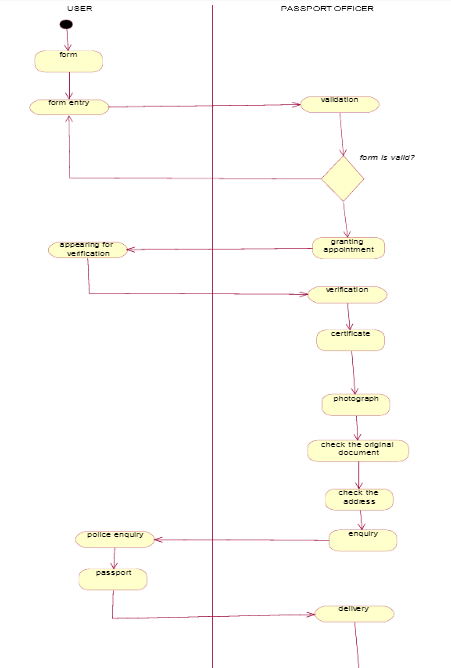 USER
PASSPORT OFFICER
form
form entry
validation
form is valid?
granting
appointment
appearing for
verification
verification
certificate
photograph
check the original
document
check the
address
enquiry
police enquiry
passport
delivery